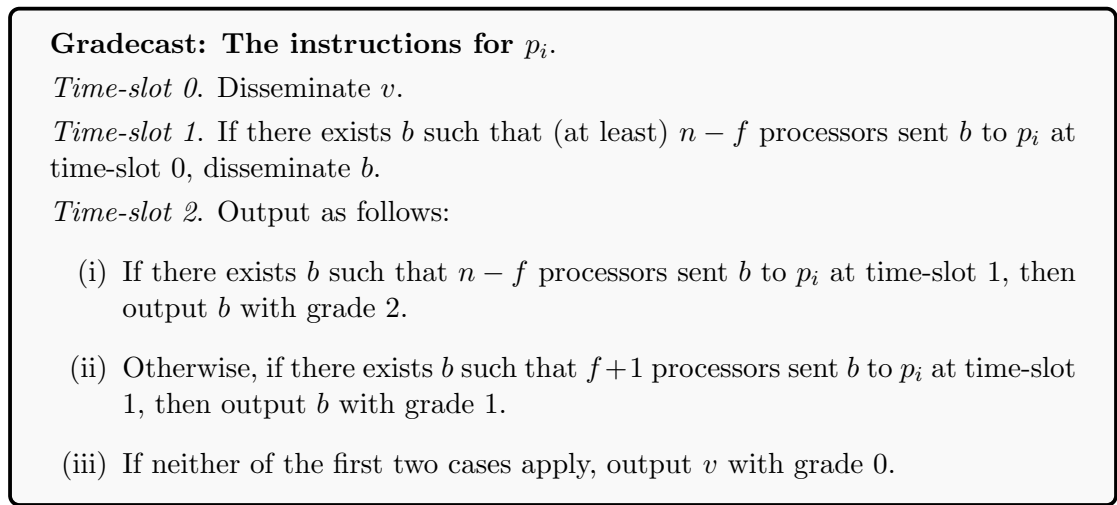 Gradecast: The instructions for pᵢ.
Time-slot 0. Disseminate v.
Time-slot 1. If there exists b such that (at least) n − f processors sent b to pᵢ at
time-slot 0, disseminate b.
Time-slot 2. Output as follows:
(i) If there exists b such that n − f processors sent b to pᵢ at time-slot 1, then
output b with grade 2.
(ii) Otherwise, if there exists b such that f+1 processors sent b to pᵢ at time-slot
1, then output b with grade 1.
(iii) If neither of the first two cases apply, output v with grade 0.